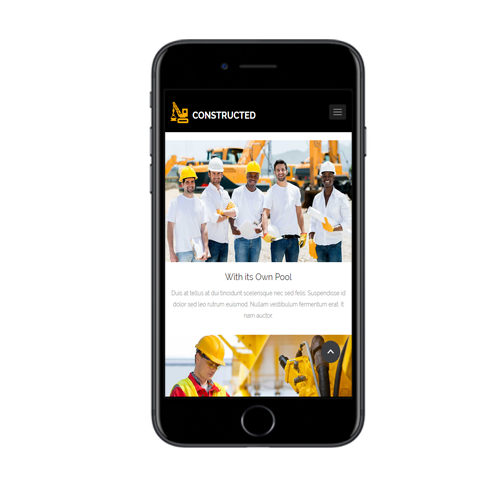 CONSTRUCTED
With its Own Pool
Duis at tellus at dui tincidunt scelerisque nec sed felis. Suspendisse id
dolor sed leo rutrum euismod. Nullam vestibulum fermentum erat. It
nam auctor.